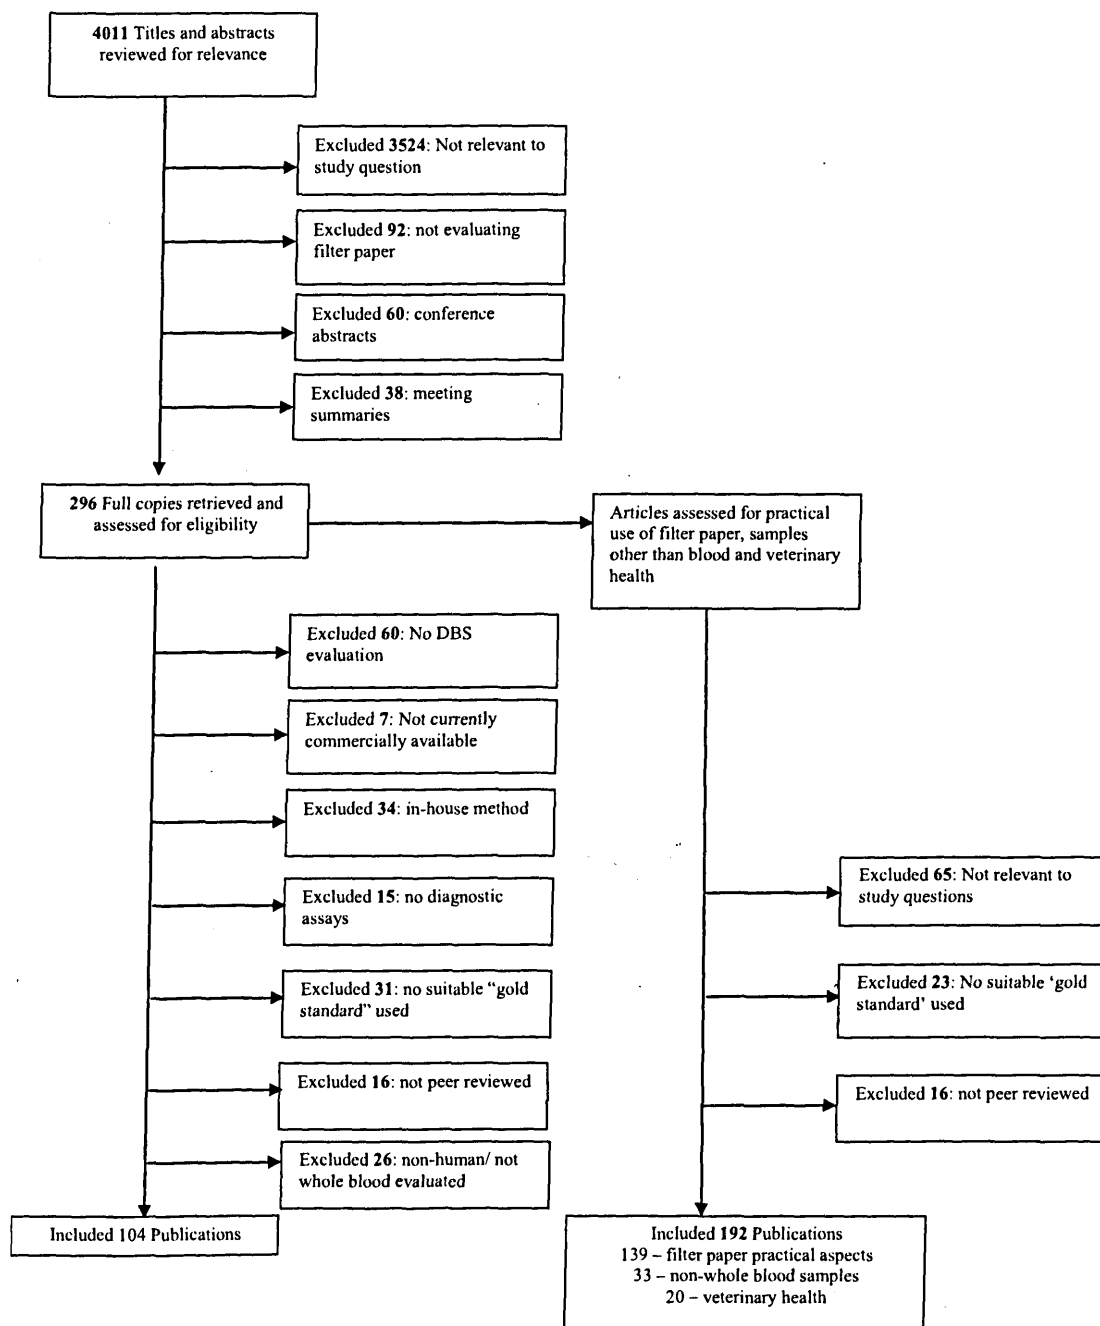 4011 Titles and abstracts
reviewed for relevance
Excluded 3524: Not relevant to
study question
Excluded 92: not evaluating
filter paper
Excluded 60: conference
abstracts
Excluded 38: meeting
summaries
296 Full copies retrieved and
assessed for eligibility
Articles assessed for practical
use of filter paper, samples
other than blood and veterinary
health
Excluded 60: No DBS
evaluation
Excluded 7: Not currently
commercially available
Excluded 34: in-house method
Excluded 15: no diagnostic
assays
Excluded 31: no suitable “gold
standard” used
Excluded 16: not peer reviewed
Excluded 26: non-human/ not
whole blood evaluated
Included 104 Publications
Excluded 65: Not relevant to
study questions
Excluded 23: No suitable ‘gold
standard’ used
Excluded 16: not peer reviewed
Included 192 Publications
139 – filter paper practical aspects
33 – non-whole blood samples
20 – veterinary health